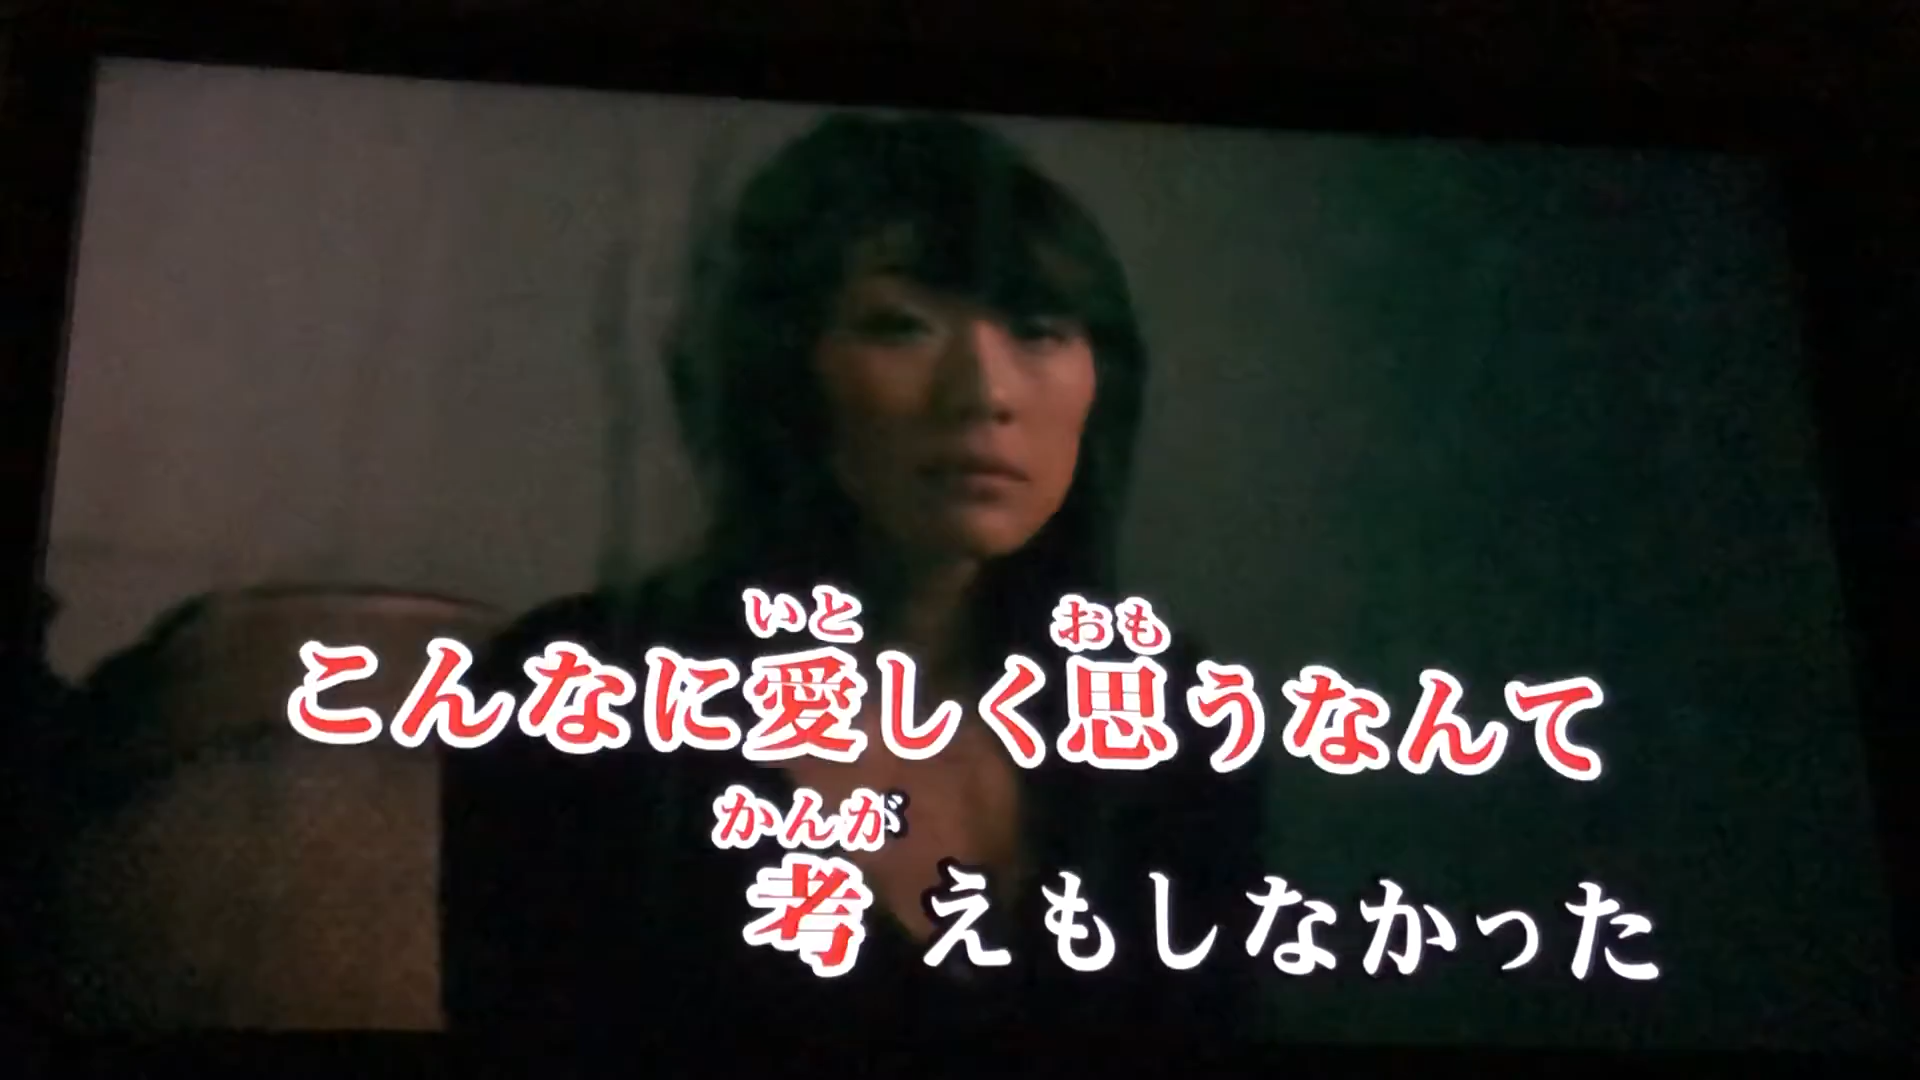 いと おも
こんなに愛しく思うなんて
かんが
考えもしなかった